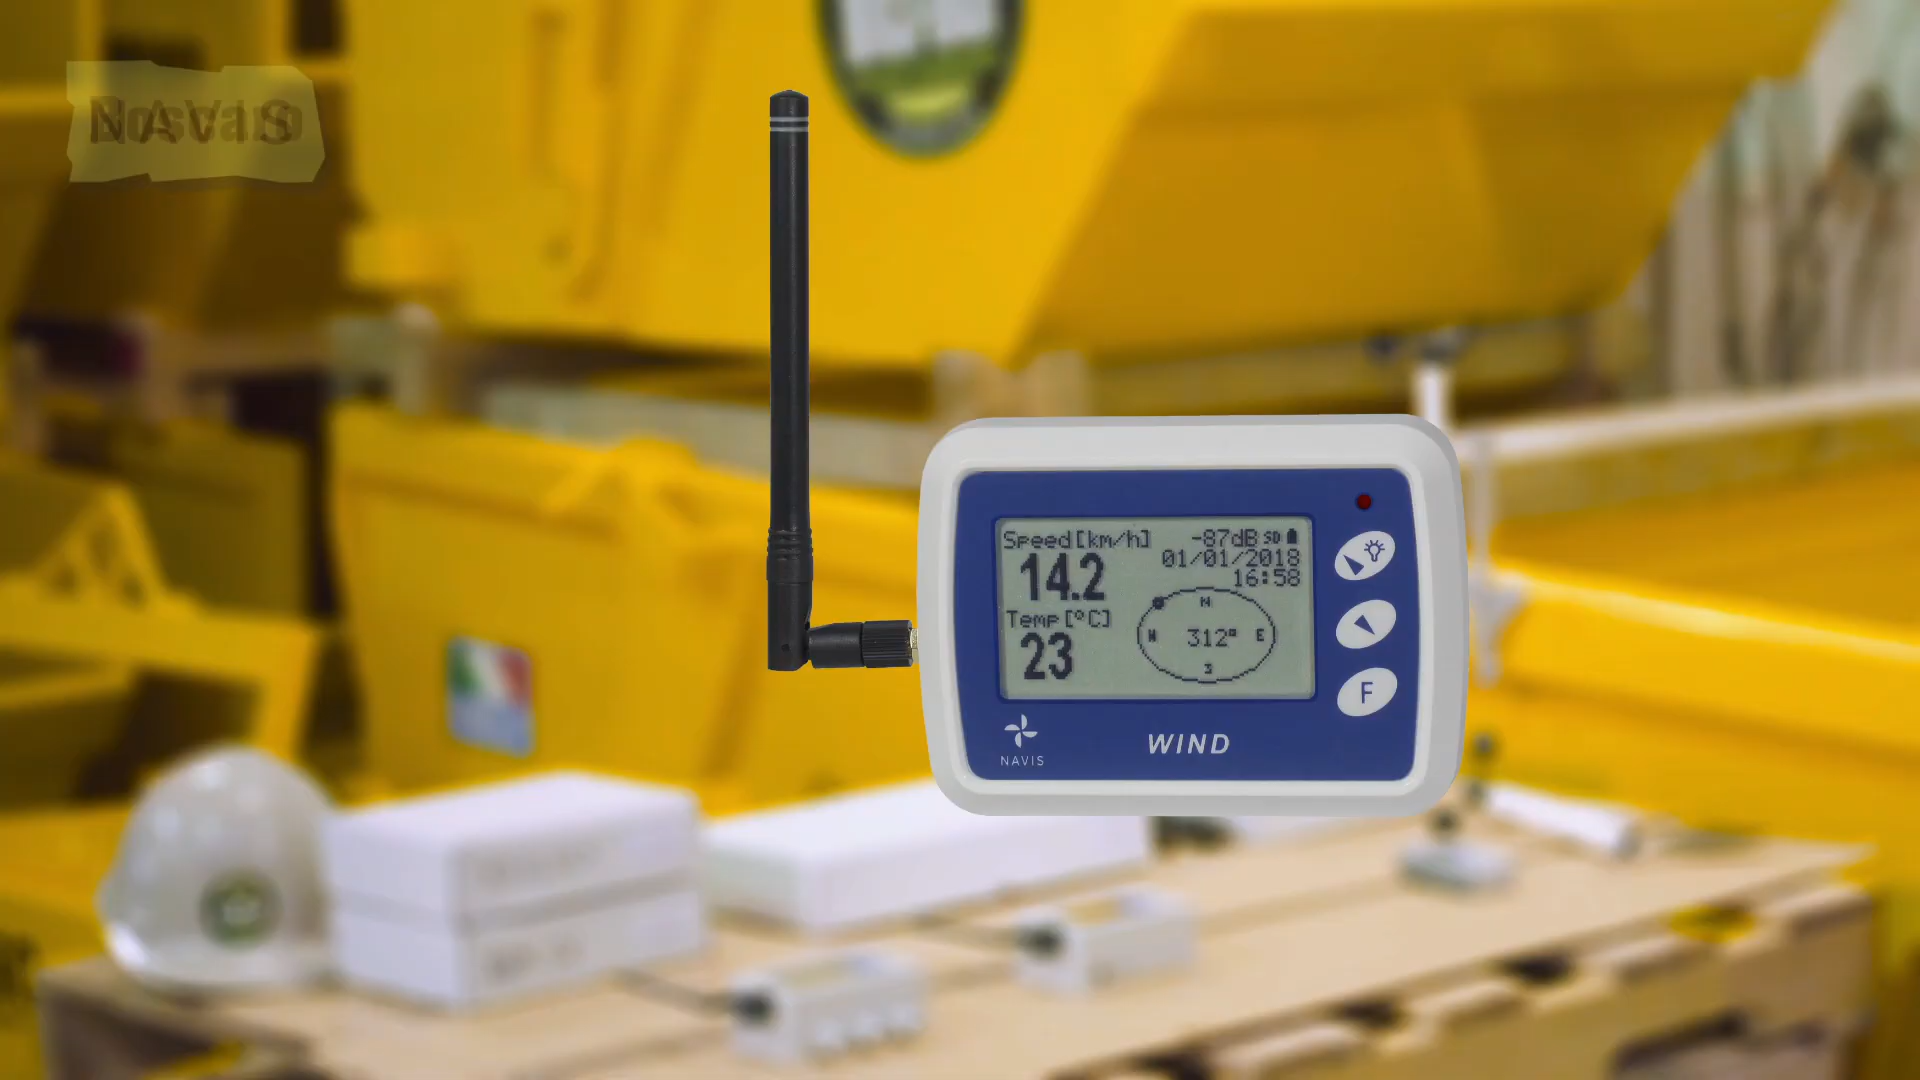 NAVIS
Speed[km/h]
-87dB SD
14.2
01/01/2018
16:58
Temp[°C]
23
N
W
312°
E
S
F
NAVIS
WIND